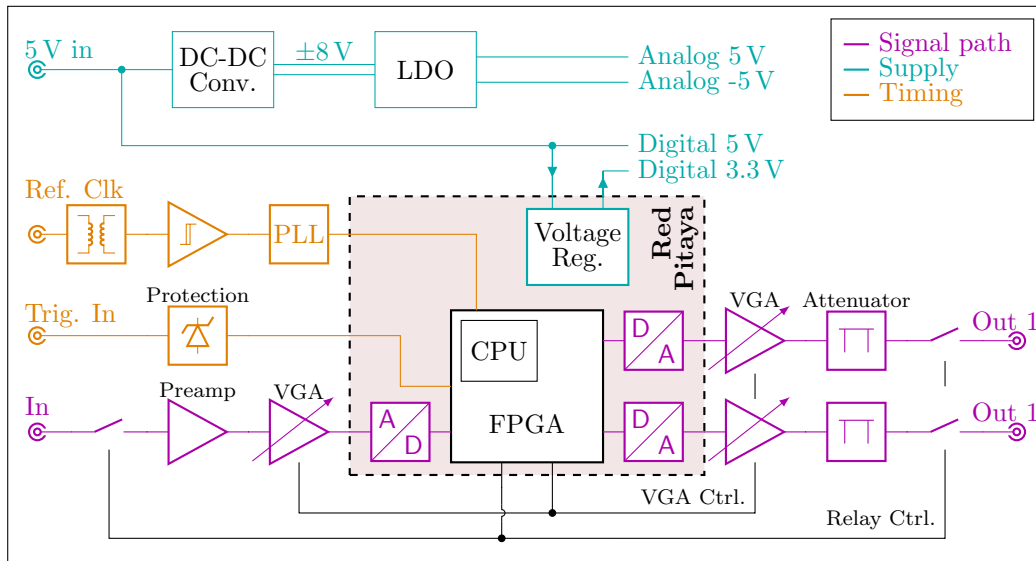 5 V in
DC-DC
Conv.
±8 V
LDO
Analog 5 V
Analog -5 V
Signal path
Supply
Timing
Digital 5 V
Digital 3.3 V
Ref. Clk
PLL
Voltage
Reg.
Red
Pitaya
Trig. In
Protection
CPU
FPGA
D
A
VGA
Attenuator
Out 1
In
Preamp
VGA
A
D
D
A
Out 1
VGA Ctrl.
Relay Ctrl.